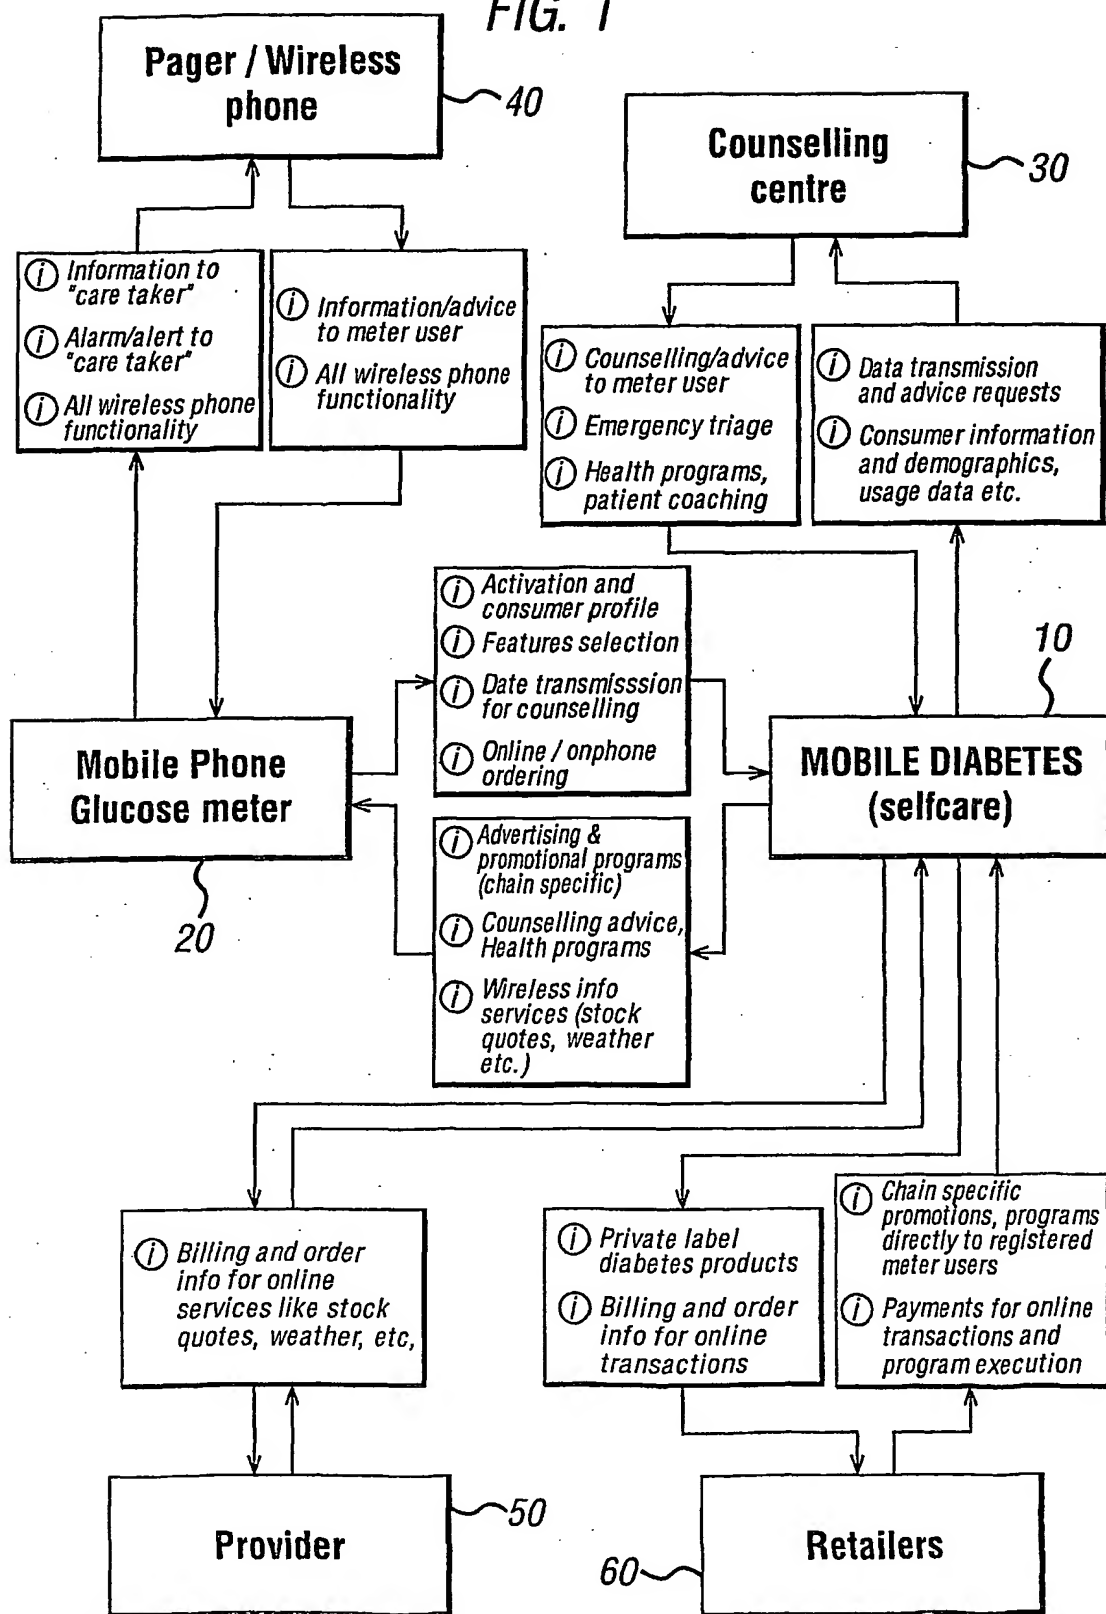 FIG. 1
Pager / Wireless
phone
40
Counselling
centre
30
ⓘ Information to
"care taker"
ⓘ Alarm/alert to
"care taker"
ⓘ All wireless phone
functionality
ⓘ Information/advice
to meter user
ⓘ All wireless phone
functionality
ⓘ Counselling/advice
to meter user
ⓘ Emergency triage
ⓘ Health programs,
patient coaching
ⓘ Data transmission
and advice requests
ⓘ Consumer information
and demographics,
usage data etc.
ⓘ Activation and
consumer profile
ⓘ Features selection
ⓘ Date transmisssion
for counselling
ⓘ Online / onphone
ordering
10
Mobile Phone
Glucose meter
20
MOBILE DIABETES
(selfcare)
ⓘ Advertising &
promotional programs
(chain specific)
ⓘ Counselling advice,
Health programs
ⓘ Wireless info
services (stock
quotes, weather
etc.)
ⓘ Billing and order
info for online
services like stock
quotes, weather, etc,
ⓘ Private label
diabetes products
ⓘ Billing and order
info for online
transactions
ⓘ Chain specific
promotions, programs
directly to registered
meter users
ⓘ Payments for online
transactions and
program execution
Provider
50
Retailers
60